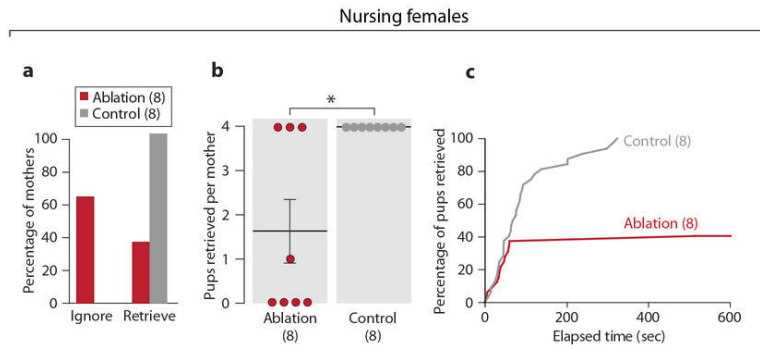 Nursing females
a
Ablation (8)
Control (8)
Percentage of mothers
100
80
60
40
20
0
Ignore
Retrieve
b
*
Pups retrieved per mother
4
3
2
1
0
Ablation
(8)
Control
(8)
c
Percentage of pups retrieved
100
80
60
40
20
0
Control (8)
Ablation (8)
0
200
400
600
Elapsed time (sec)